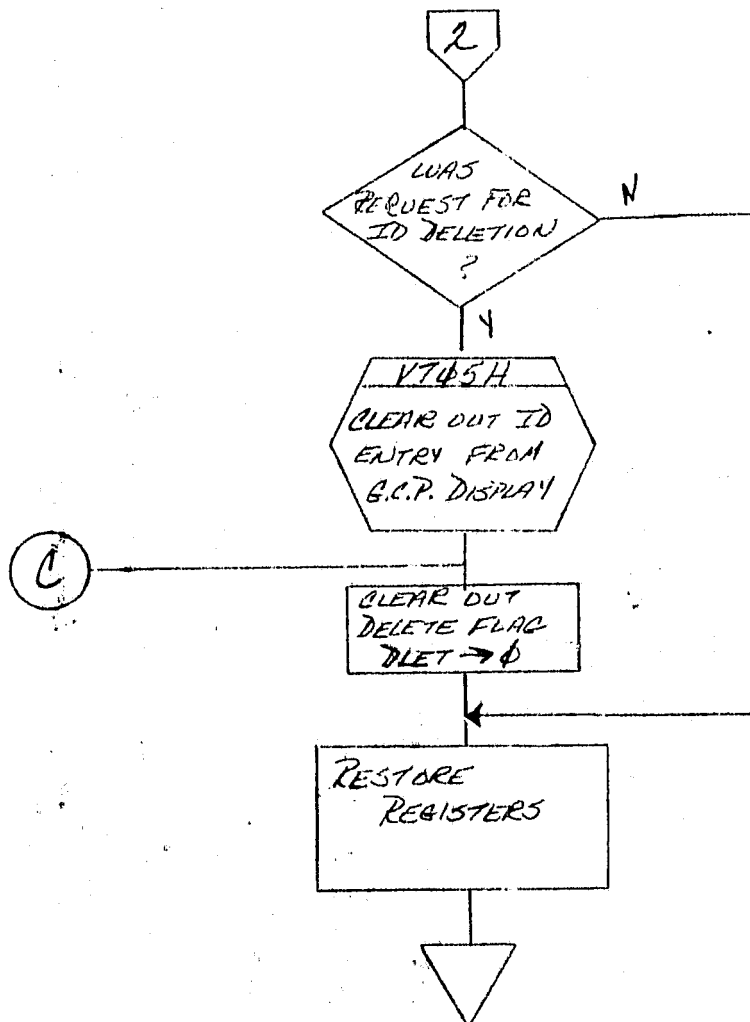 2
WAS
REQUEST FOR
ID DELETION
?
N
Y
VTØ5H
CLEAR OUT ID
ENTRY FROM
G.C.P. DISPLAY
C
CLEAR OUT
DELETE FLAG
DLET → Ø
RESTORE
REGISTERS